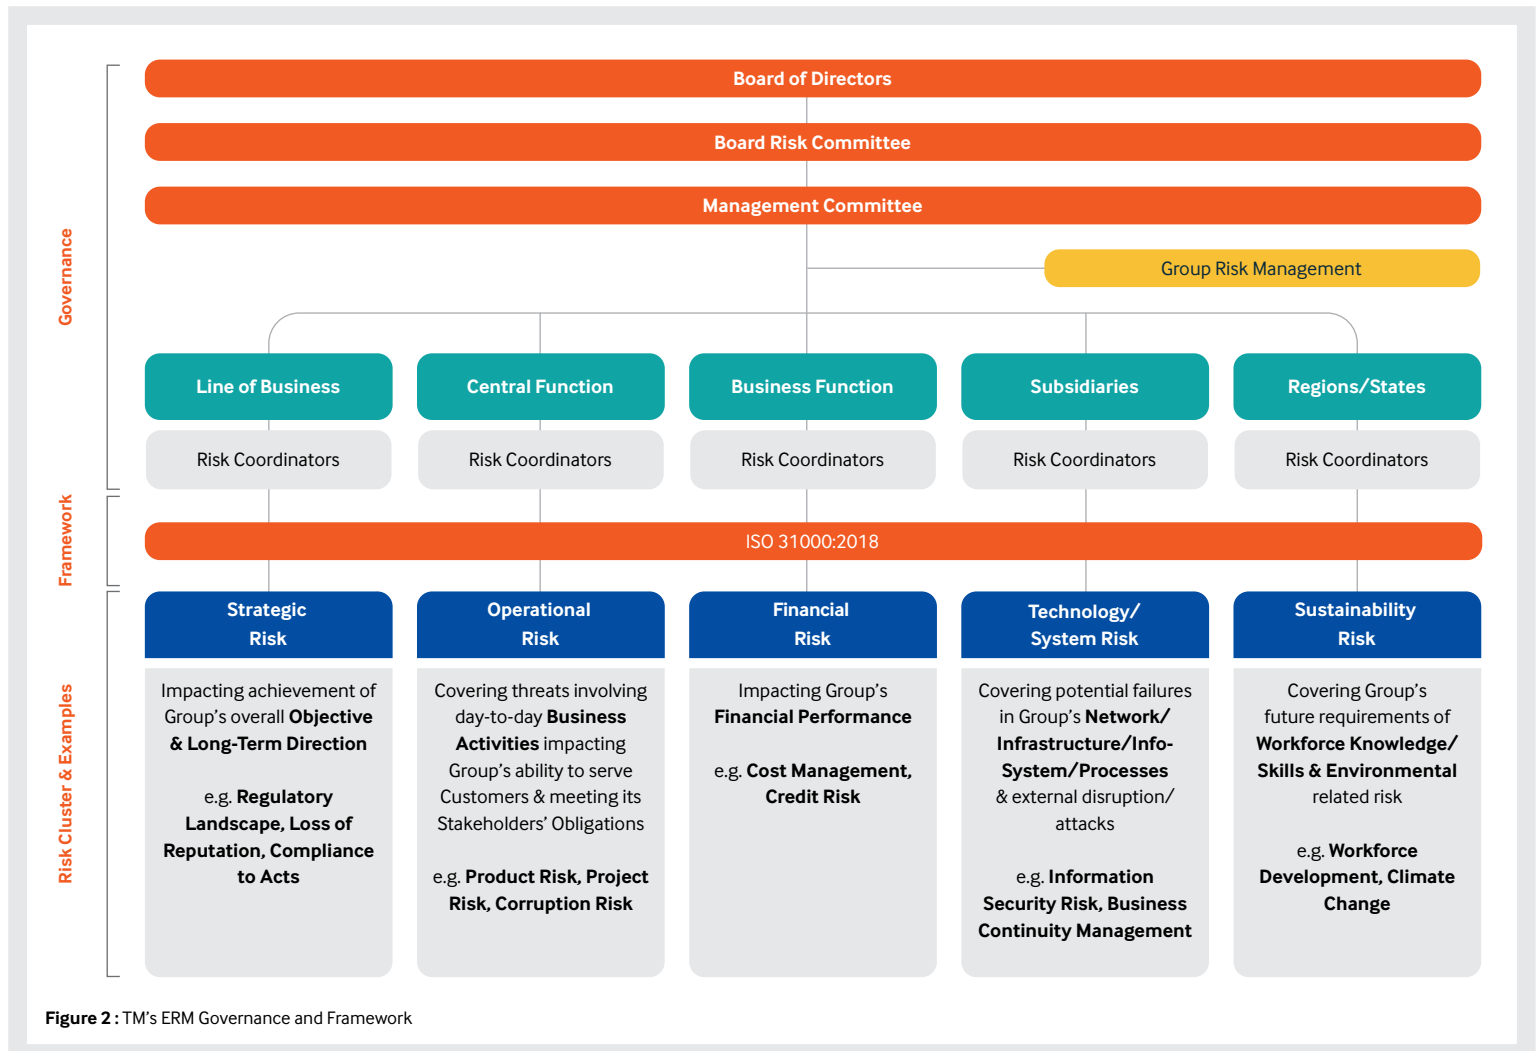 Board of Directors
Board Risk Committee
Management Committee
Group Risk Management
Governance
Line of Business
Central Function
Business Function
Subsidiaries
Regions/States
Risk Coordinators
Risk Coordinators
Risk Coordinators
Risk Coordinators
Risk Coordinators
Framework
ISO 31000:2018
Risk Cluster & Examples
Strategic
Risk
Impacting achievement of
Group's overall Objective
& Long-Term Direction
e.g. Regulatory
Landscape, Loss of
Reputation, Compliance
to Acts
Operational
Risk
Covering threats involving
day-to-day Business
Activities impacting
Group's ability to serve
Customers & meeting its
Stakeholders' Obligations
e.g. Product Risk, Project
Risk, Corruption Risk
Financial
Risk
Impacting Group's
Financial Performance
e.g. Cost Management,
Credit Risk
Technology/
System Risk
Covering potential failures
in Group's Network/
Infrastructure/Info-
System/Processes
& external disruption/
attacks
e.g. Information
Security Risk, Business
Continuity Management
Sustainability
Risk
Covering Group's
future requirements of
Workforce Knowledge/
Skills & Environmental
related risk
e.g. Workforce
Development, Climate
Change
Figure 2 : TM's ERM Governance and Framework